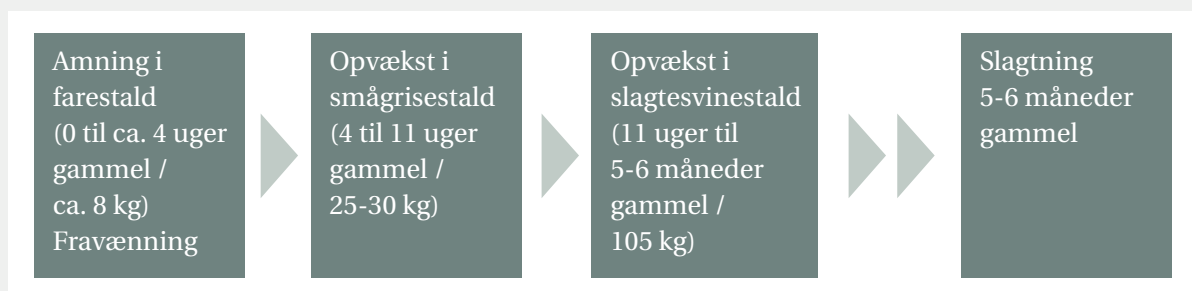 Amning i
farestald
(0 til ca. 4 uger
gammel /
ca. 8 kg)
Fravænning
Opvækst i
smågrisestald
(4 til 11 uger
gammel /
25-30 kg)
Opvækst i
slagtesvinestald
(11 uger til
5-6 måneder
gammel /
105 kg)
Slagtning
5-6 måneder
gammel